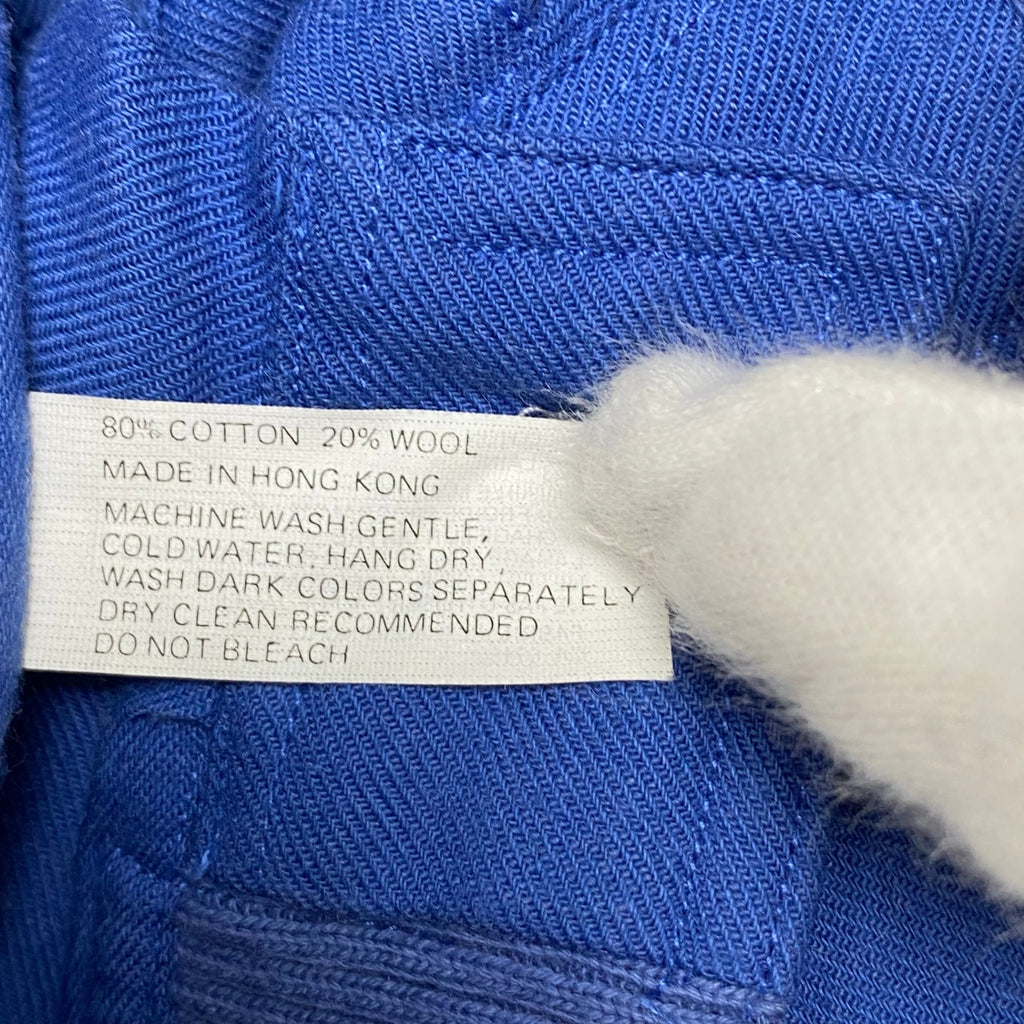 80% COTTON 20% WOOL
MADE IN HONG KONG
MACHINE WASH GENTLE,
COLD WATER, HANG DRY,
WASH DARK COLORS SEPARATELY
DRY CLEAN RECOMMENDED
DO NOT BLEACH